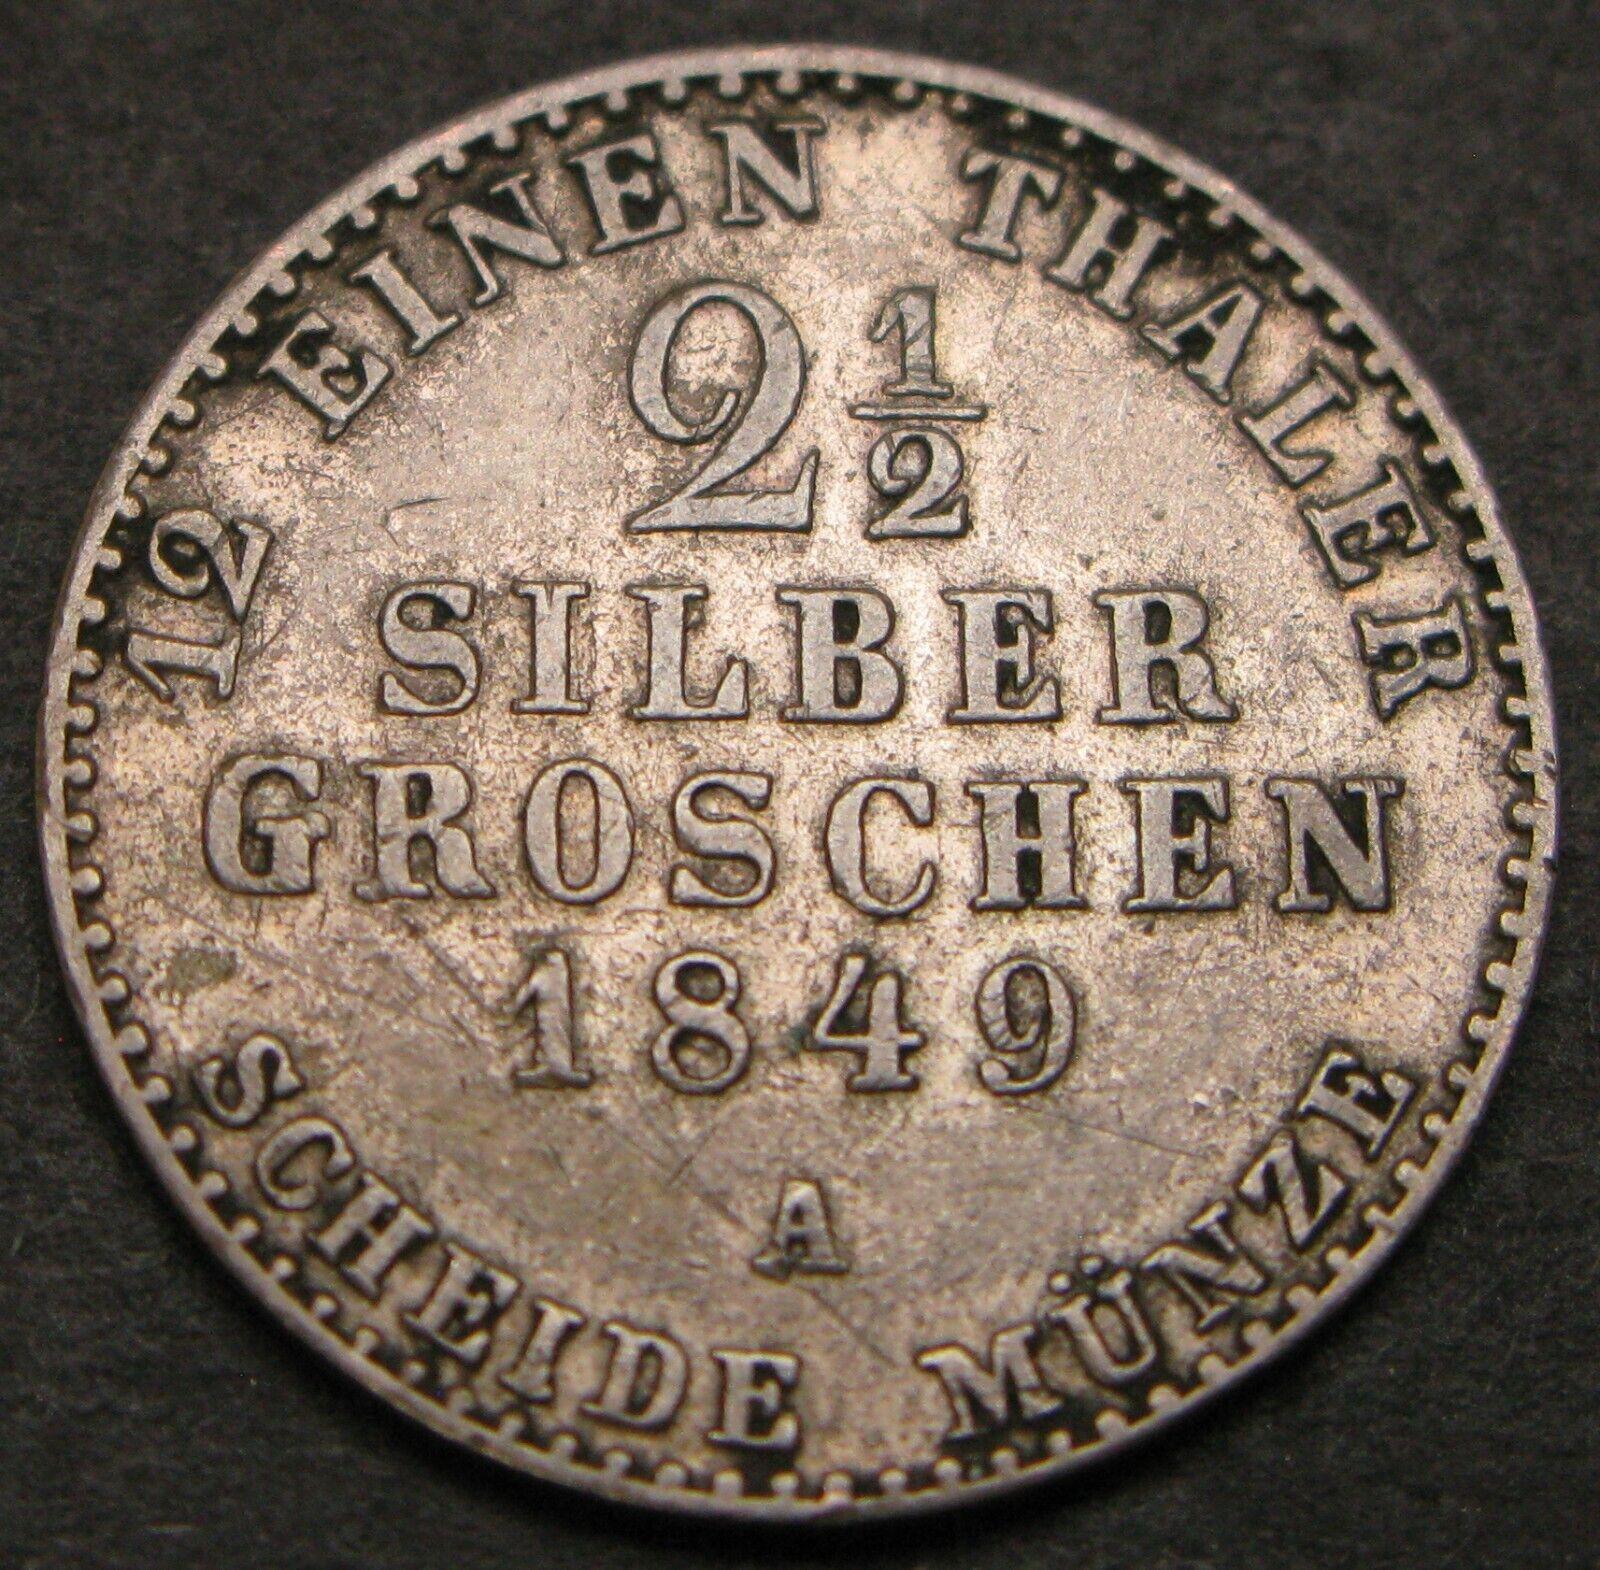 12 EINEN THALER
2 1/2
SILBER
GROSCHEN
1849
A
SCHEIDE MÜNZE